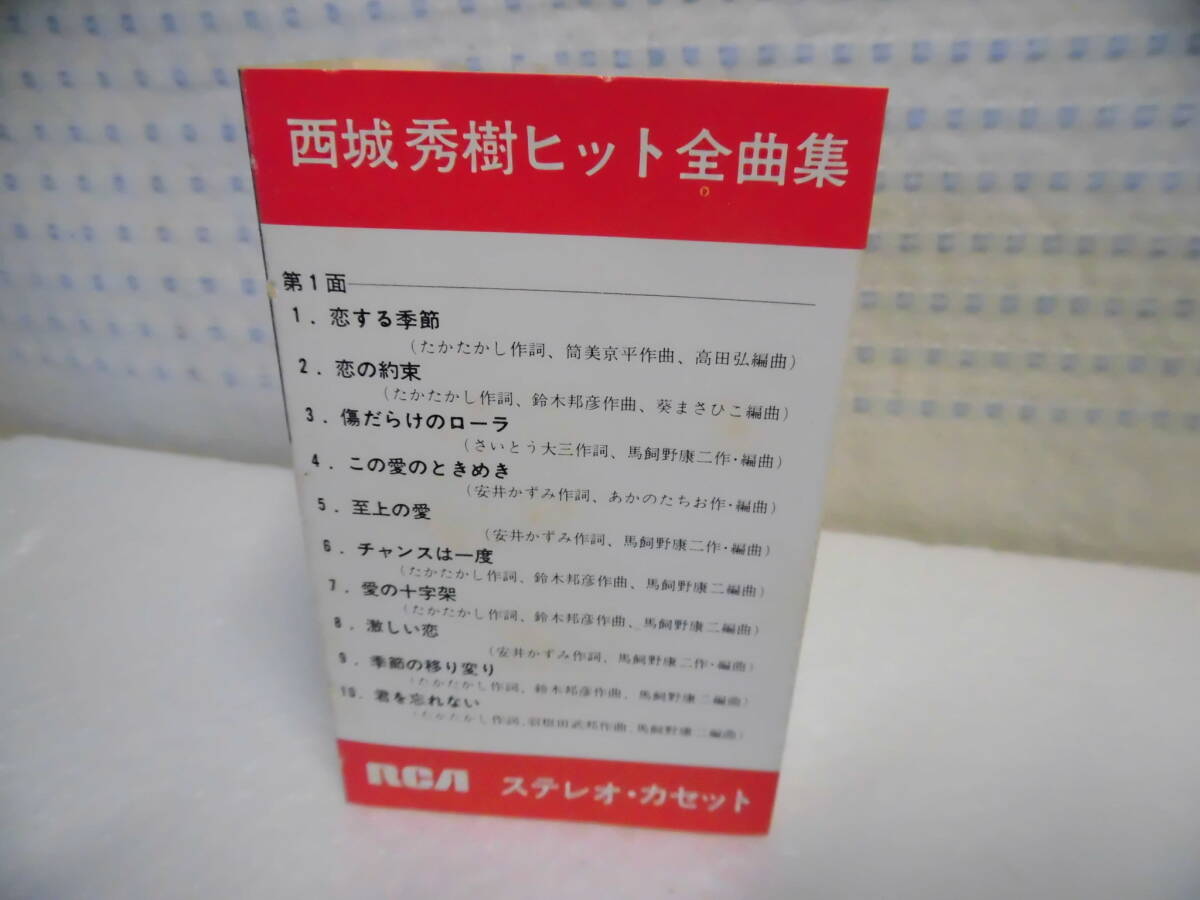 西城秀樹ヒット全曲集
第1面
1. 恋する季節
(たかたかし作詞、筒美京平作曲、高田弘編曲)
2. 恋の約束
(たかたかし作詞、鈴木邦彦作曲、葵まさひこ編曲)
3. 傷だらけのローラ
(さいとう大三作詞、馬飼野康二作・編曲)
4. この愛のときめき
(安井かずみ作詞、あかのたちお作・編曲)
5. 至上の愛
(安井かずみ作詞、馬飼野康二作・編曲)
6. チャンスは一度
(たかたかし作詞、鈴木邦彦作曲、馬飼野康二編曲)
7. 愛の十字架
(たかたかし作詞、鈴木邦彦作曲、馬飼野康二編曲)
8. 激しい恋
(安井かずみ作詞、馬飼野康二作・編曲)
9. 季節の移り変り
(たかたかし作詞、鈴木邦彦作曲、馬飼野康二編曲)
10. 君を忘れない
(たかたかし作詞、羽根田武邦作曲、馬飼野康二編曲)
RCA ステレオ・カセット